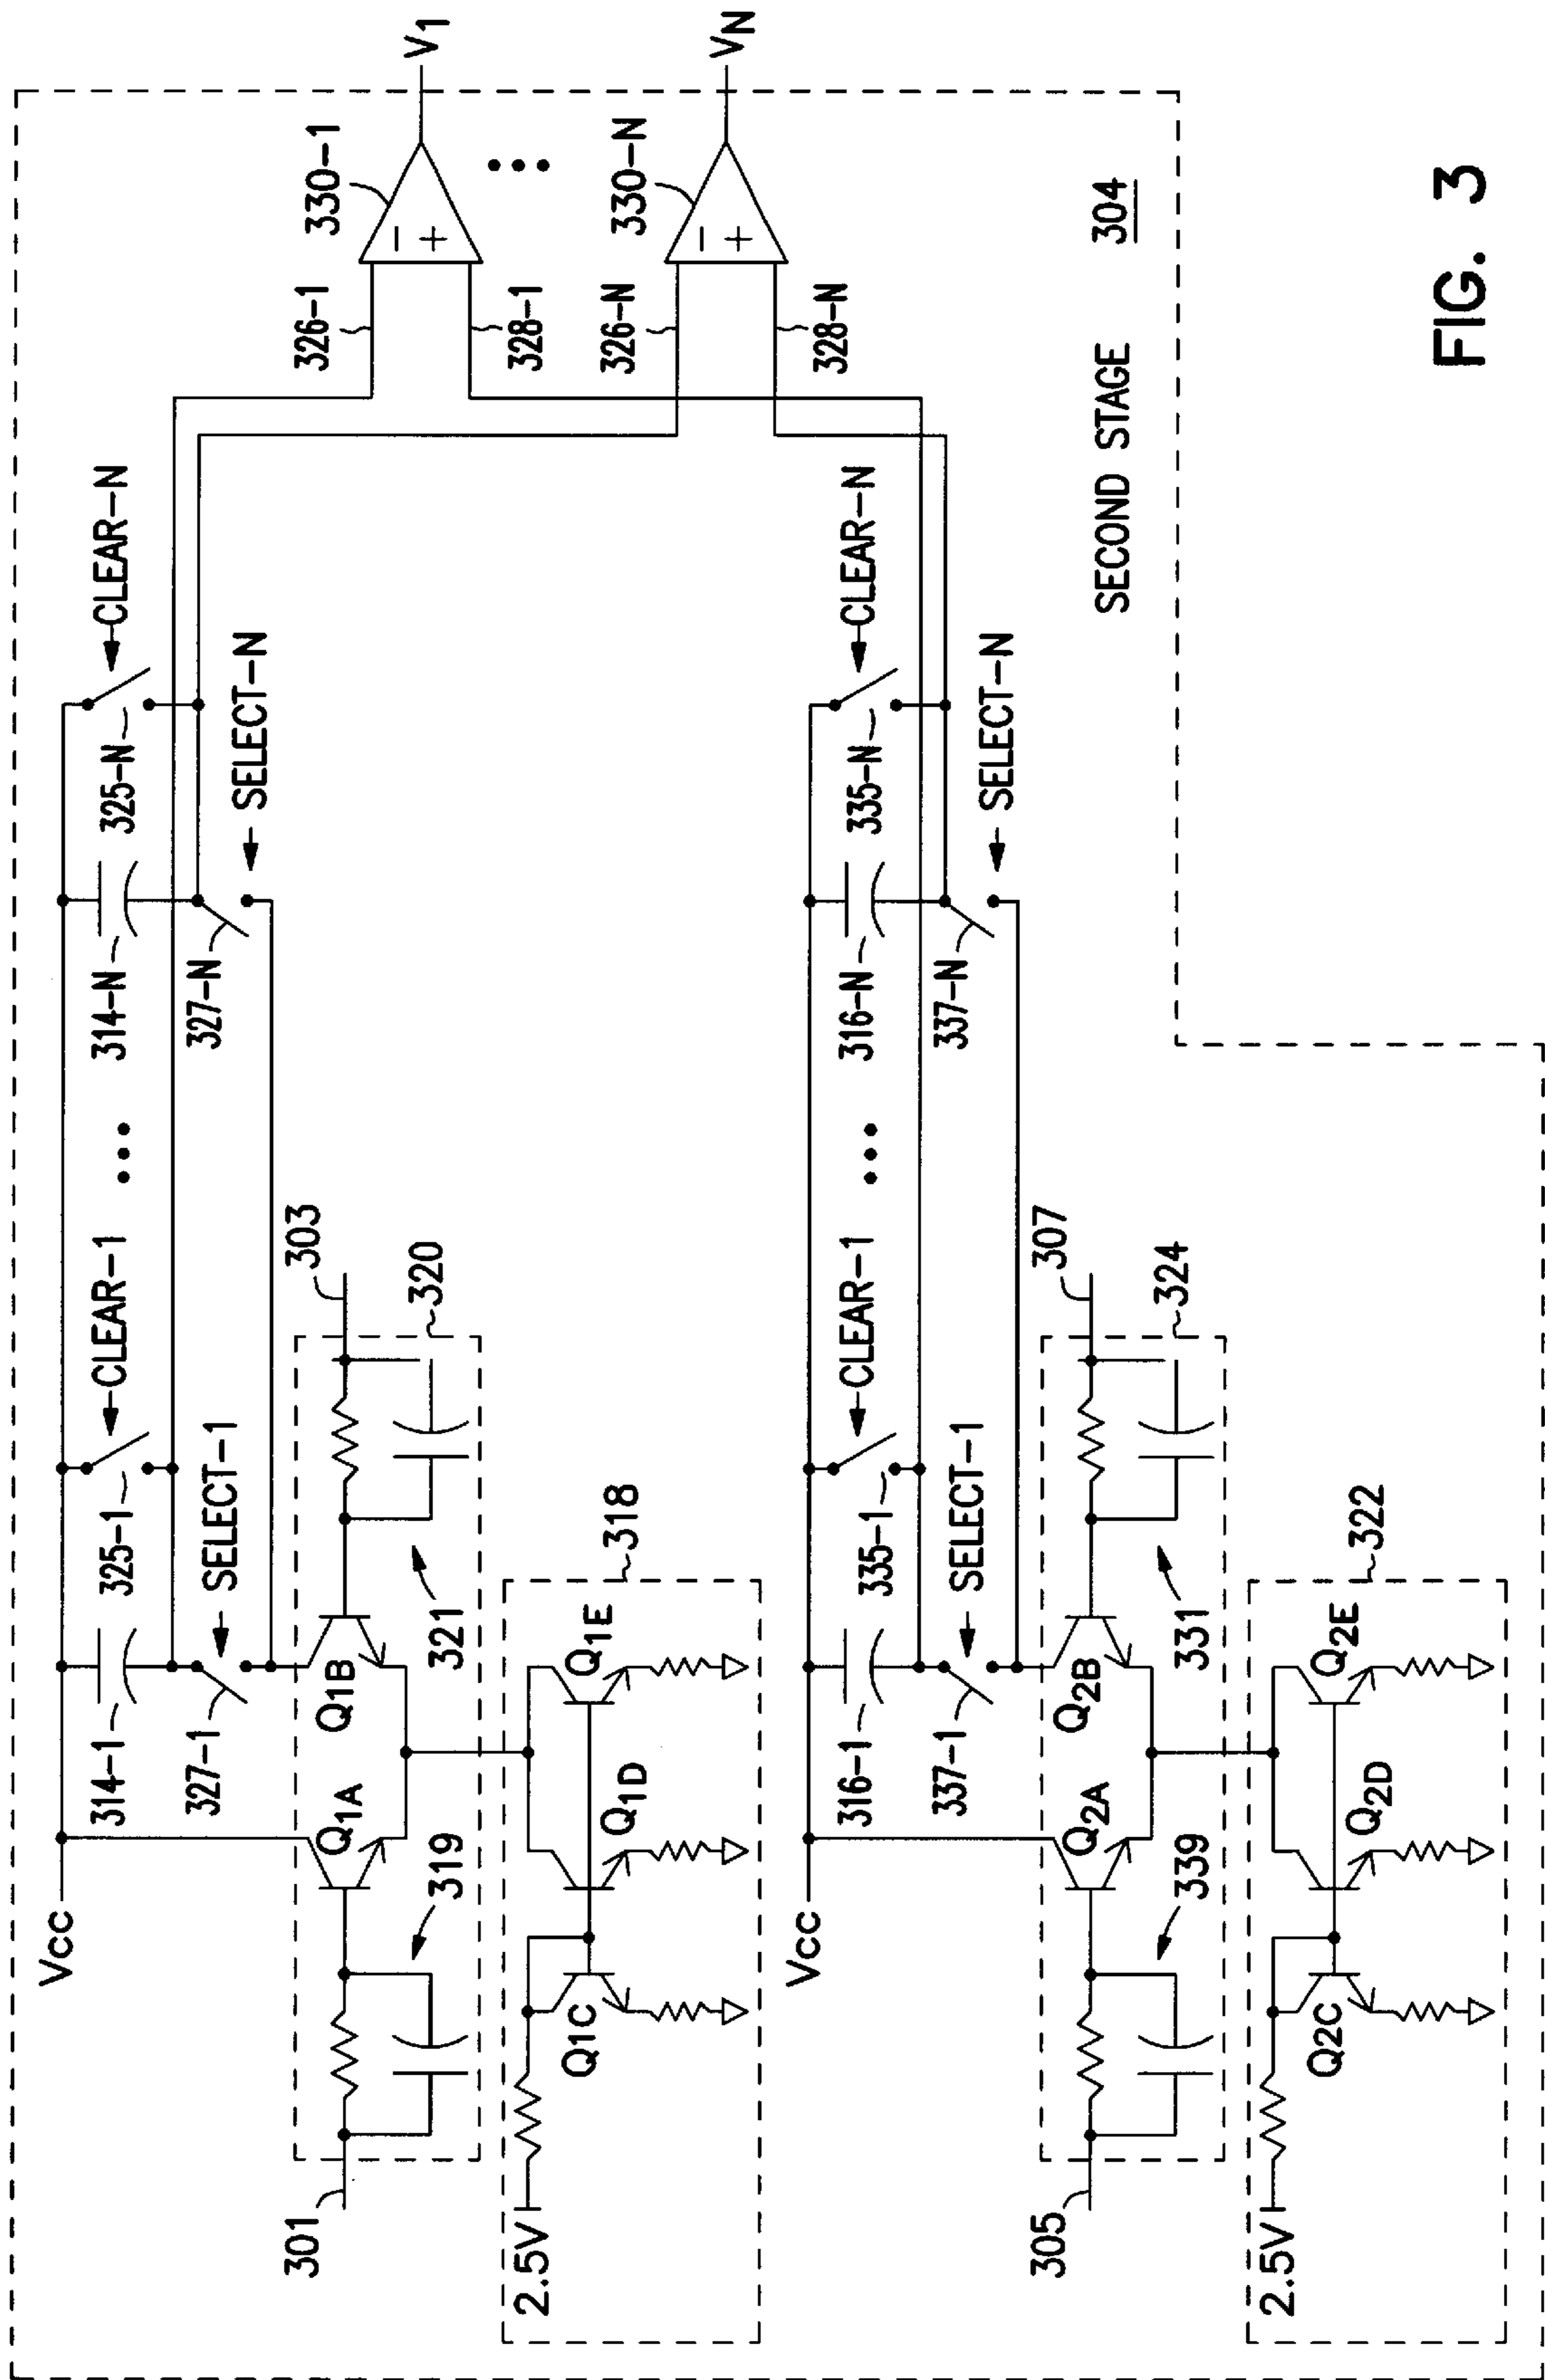 VCC
314-1
325-1
CLEAR-1
314-N
325-N
CLEAR-N
327-1
SELECT-1
327-N
SELECT-N
326-1
328-1
330-1
−
+
V1
301
319
Q1A
Q1B
321
303
320
326-N
328-N
330-N
−
+
VN
2.5V
Q1C
Q1D
Q1E
318
VCC
316-1
335-1
CLEAR-1
316-N
335-N
CLEAR-N
337-1
SELECT-1
337-N
SELECT-N
305
339
Q2A
Q2B
331
307
324
SECOND STAGE
304
2.5V
Q2C
Q2D
Q2E
322
FIG. 3